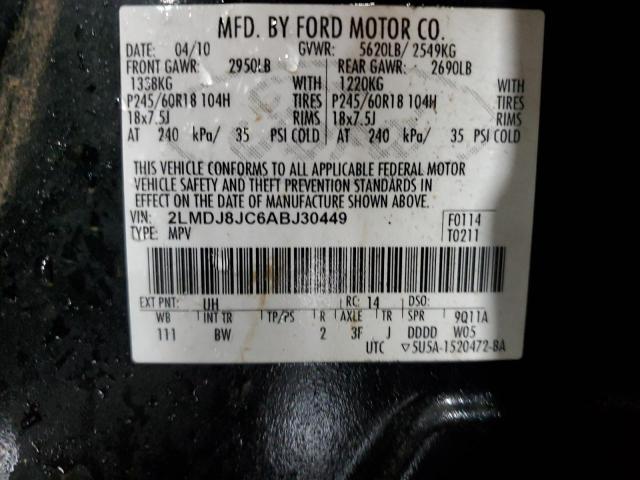 MFD. BY FORD MOTOR CO.
DATE: 04/10 GVWR: 5620LB/ 2549KG
FRONT GAWR: 2950LB REAR GAWR: 2690LB
1338KG WITH 1220KG WITH
P245/60R18 104H TIRES P245/60R18 104H TIRES
18x7.5J RIMS 18x7.5J RIMS
AT 240 kPa/ 35 PSI COLD AT 240 kPa/ 35 PSI COLD
THIS VEHICLE CONFORMS TO ALL APPLICABLE FEDERAL MOTOR
VEHICLE SAFETY AND THEFT PREVENTION STANDARDS IN
EFFECT ON THE DATE OF MANUFACTURE SHOWN ABOVE.
VIN: 2LMDJ8JC6ABJ30449 F0114
TYPE: MPV T0211
EXT PNT: UH RC: 14 DSO:
WB INT TR TP/PS R AXLE TR SPR 9Q11A
111 BW 2 3F J DDDD W05
UTC ▽5U5A-1520472-BA